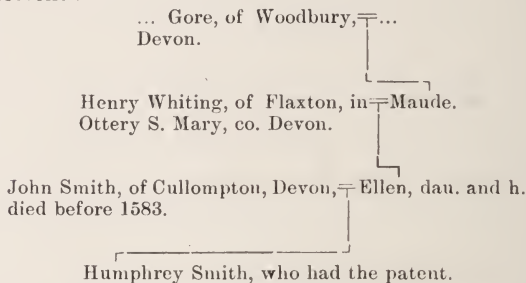 ... Gore, of Woodbury,=...
Devon.
Henry Whiting, of Flaxton, in=Maude.
Ottery S. Mary, co. Devon.
John Smith, of Cullompton, Devon,=Ellen, dau. and h.
died before 1583.
Humphrey Smith, who had the patent.